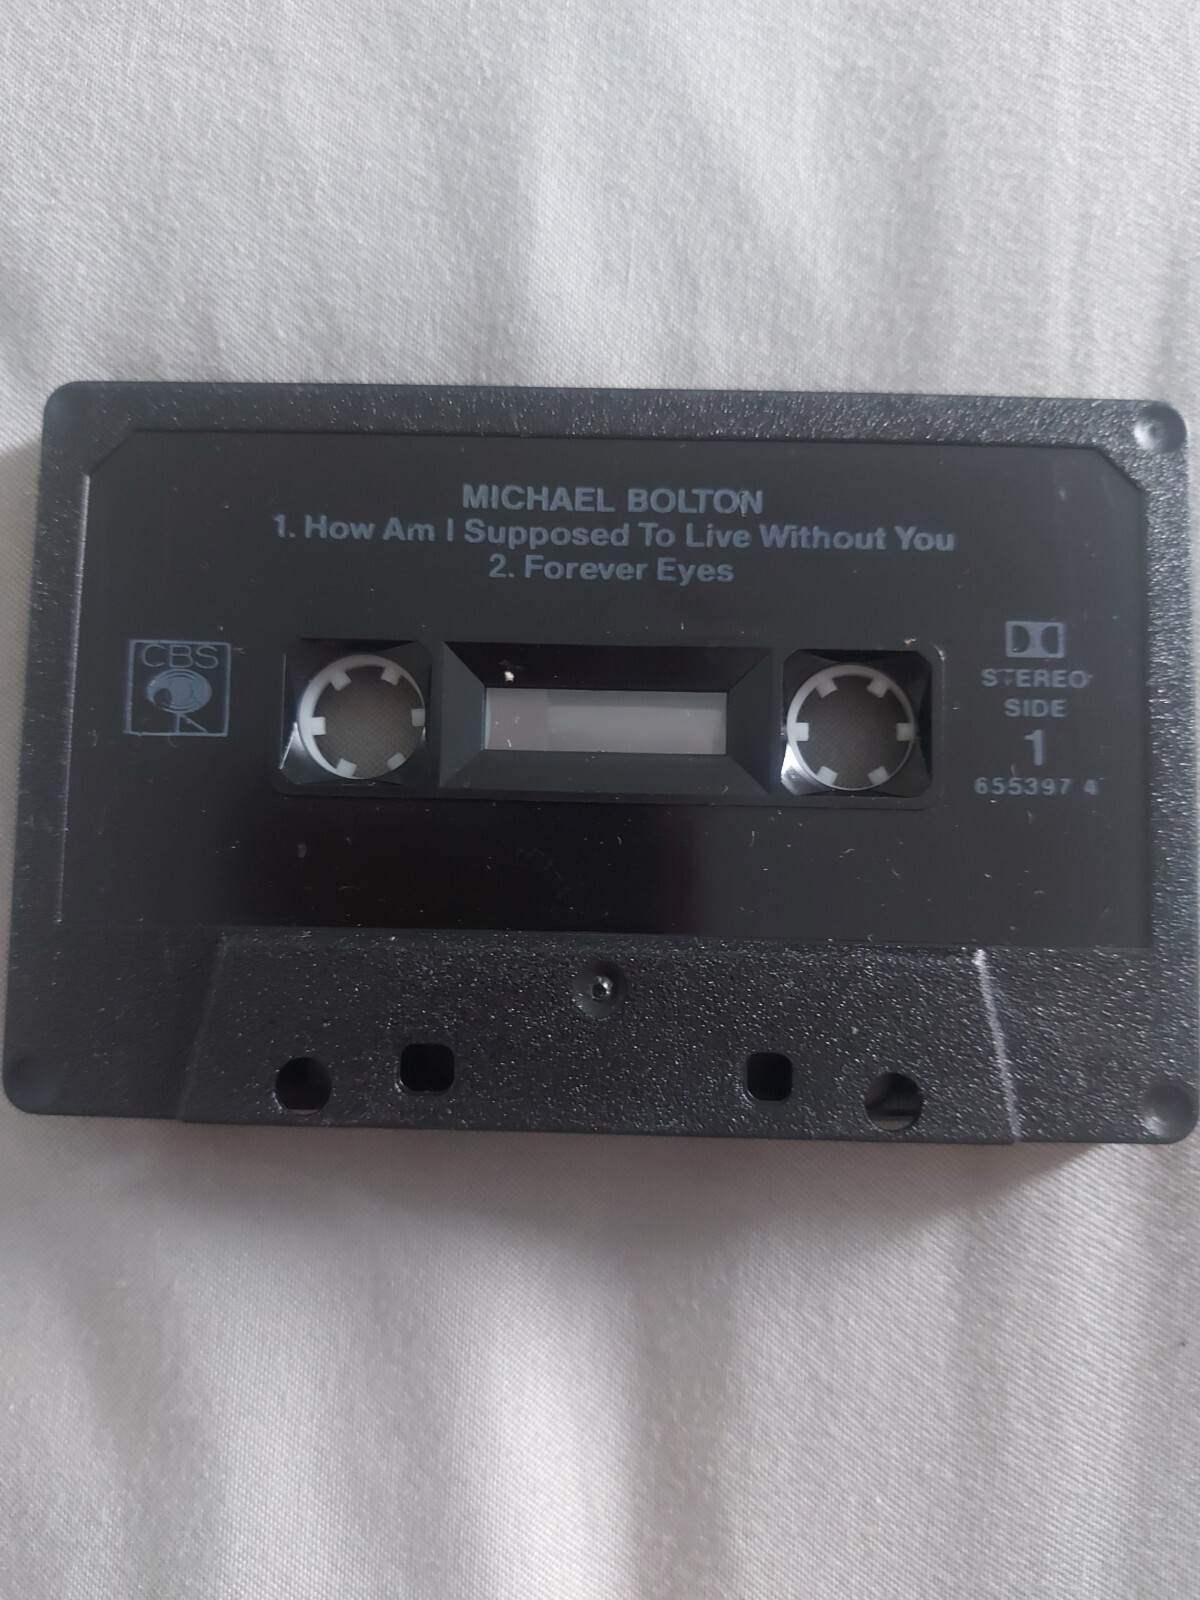 MICHAEL BOLTON
1. How Am I Supposed To Live Without You
2. Forever Eyes
CBS
STEREO
SIDE
1
655397 4